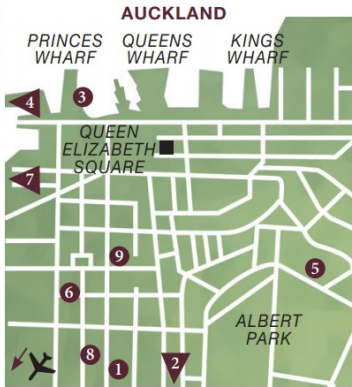 AUCKLAND
PRINCES WHARF
QUEENS WHARF
KINGS WHARF
4
3
QUEEN
ELIZABETH
SQUARE
7
9
5
6
ALBERT
PARK
8
1
2